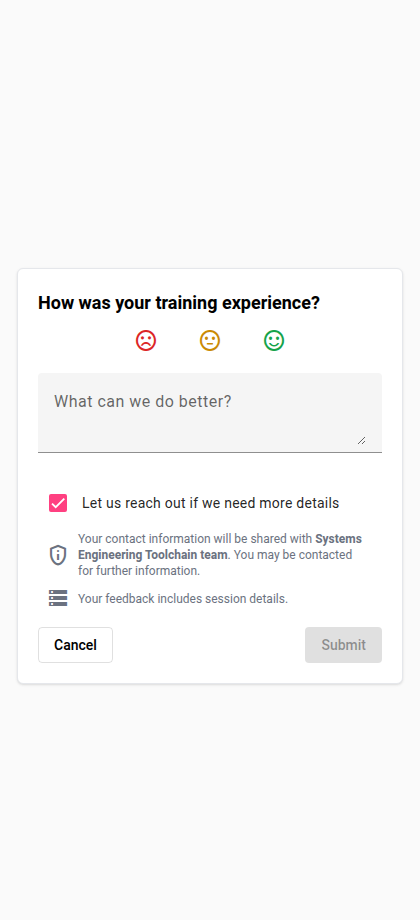 How was your training experience?
What can we do better?
Let us reach out if we need more details
Your contact information will be shared with Systems
Engineering Toolchain team. You may be contacted
for further information.
Your feedback includes session details.
Cancel
Submit